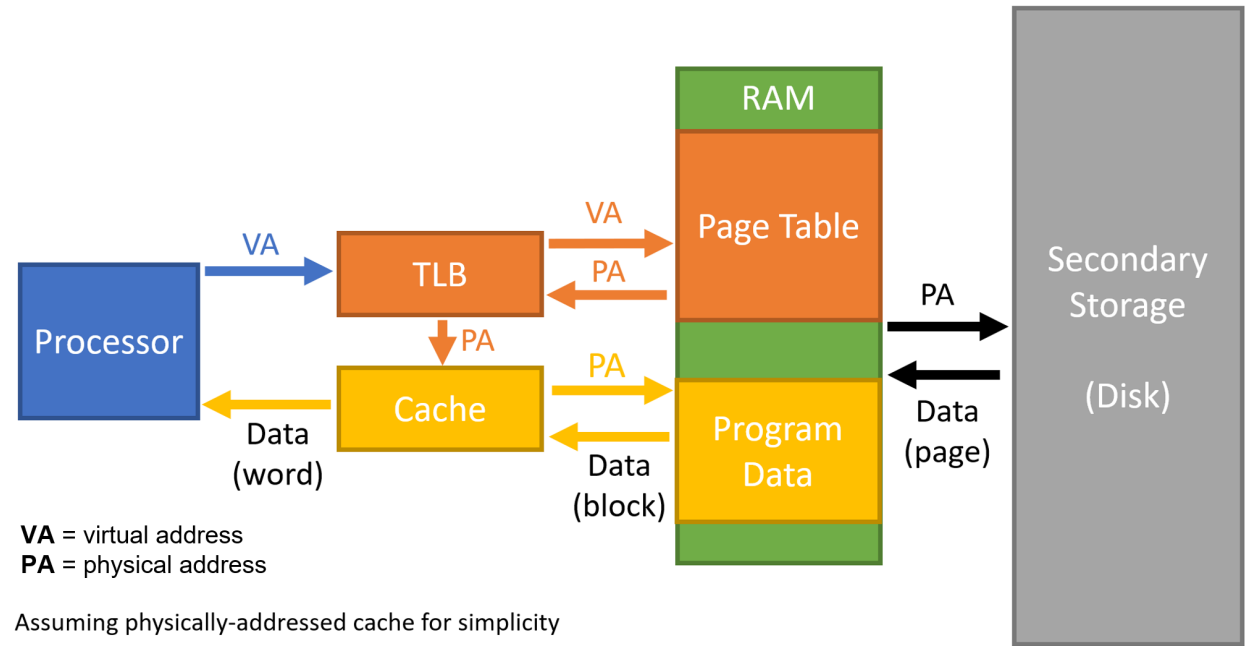 RAM
Page Table
VA
PA
VA
TLB
Processor
PA
Cache
Data
(word)
PA
Data
(block)
Program
Data
PA
Data
(page)
Secondary
Storage
(Disk)
VA = virtual address
PA = physical address
Assuming physically-addressed cache for simplicity